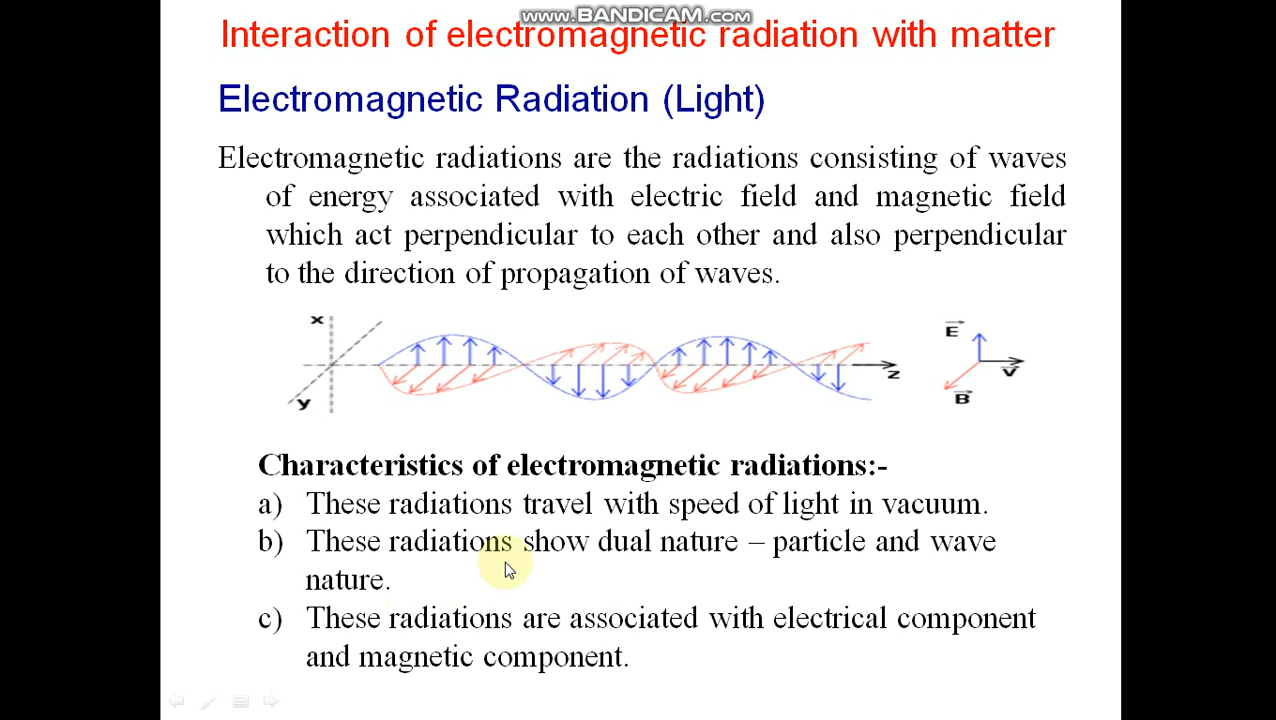 www.BANDICAM.com
Interaction of electromagnetic radiation with matter
Electromagnetic Radiation (Light)
Electromagnetic radiations are the radiations consisting of waves
of energy associated with electric field and magnetic field
which act perpendicular to each other and also perpendicular
to the direction of propagation of waves.
x
y
z
E
V
B
Characteristics of electromagnetic radiations:-
a) These radiations travel with speed of light in vacuum.
b) These radiations show dual nature – particle and wave
nature.
c) These radiations are associated with electrical component
and magnetic component.